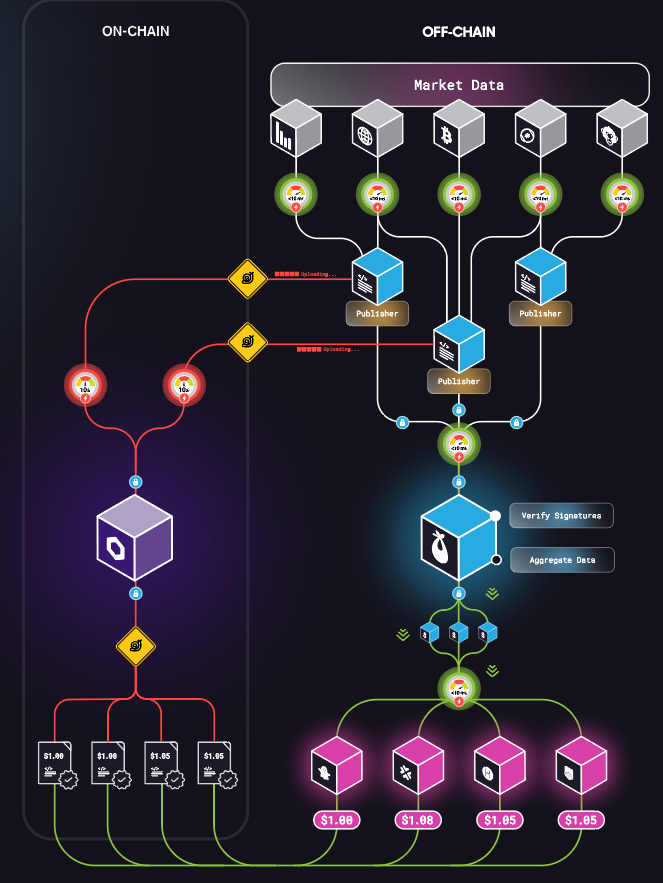 ON-CHAIN
OFF-CHAIN
Market Data
<10ms
<10ms
<10ms
<10ms
<10ms
Uploading...
Publisher
Publisher
Uploading...
Publisher
10s
10s
<10ms
Verify Signatures
Aggregate Data
<10ms
$1.00
$1.08
$1.05
$1.05
$1.00
$1.08
$1.05
$1.05